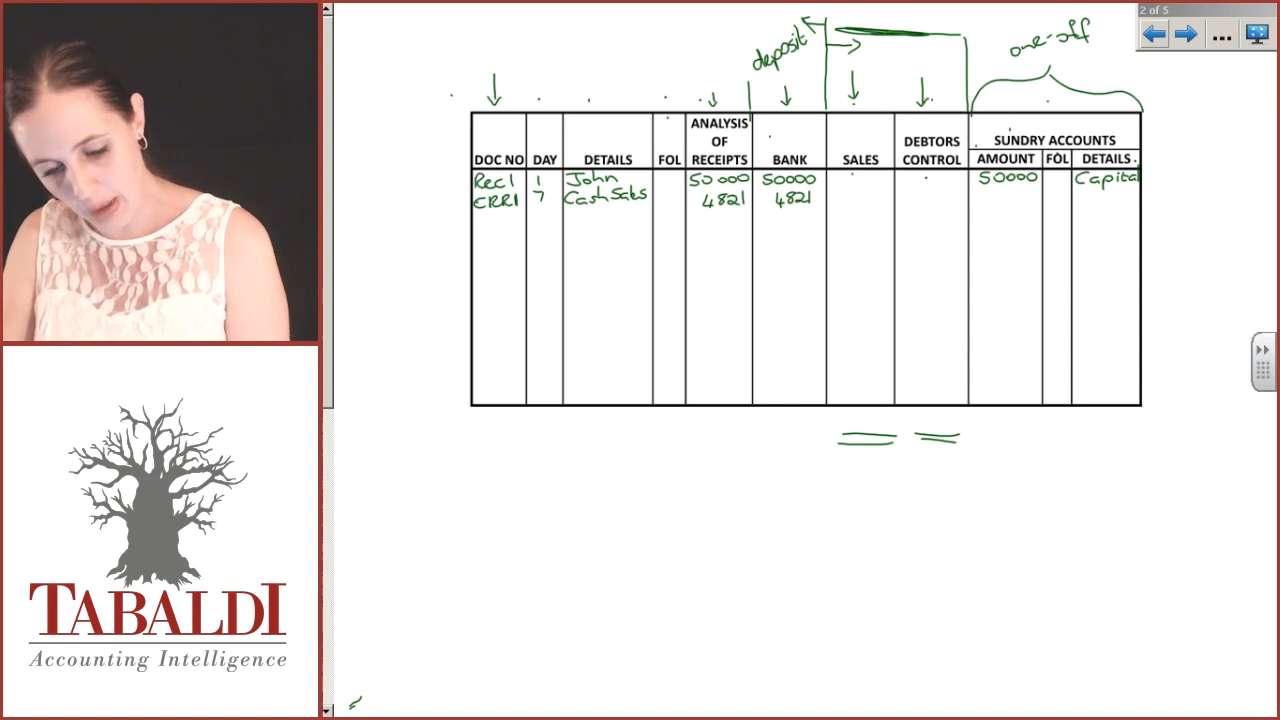 2 of 5
...
deposit
one-off
DOC NO DAY DETAILS FOL ANALYSIS OF RECEIPTS BANK SALES DEBTORS CONTROL SUNDRY ACCOUNTS
AMOUNT FOL DETAILS
Rec1 1 John 50000 50000 50000 Capital
CRR1 7 Cash Sales 4821 4821
TABALDI
Accounting Intelligence